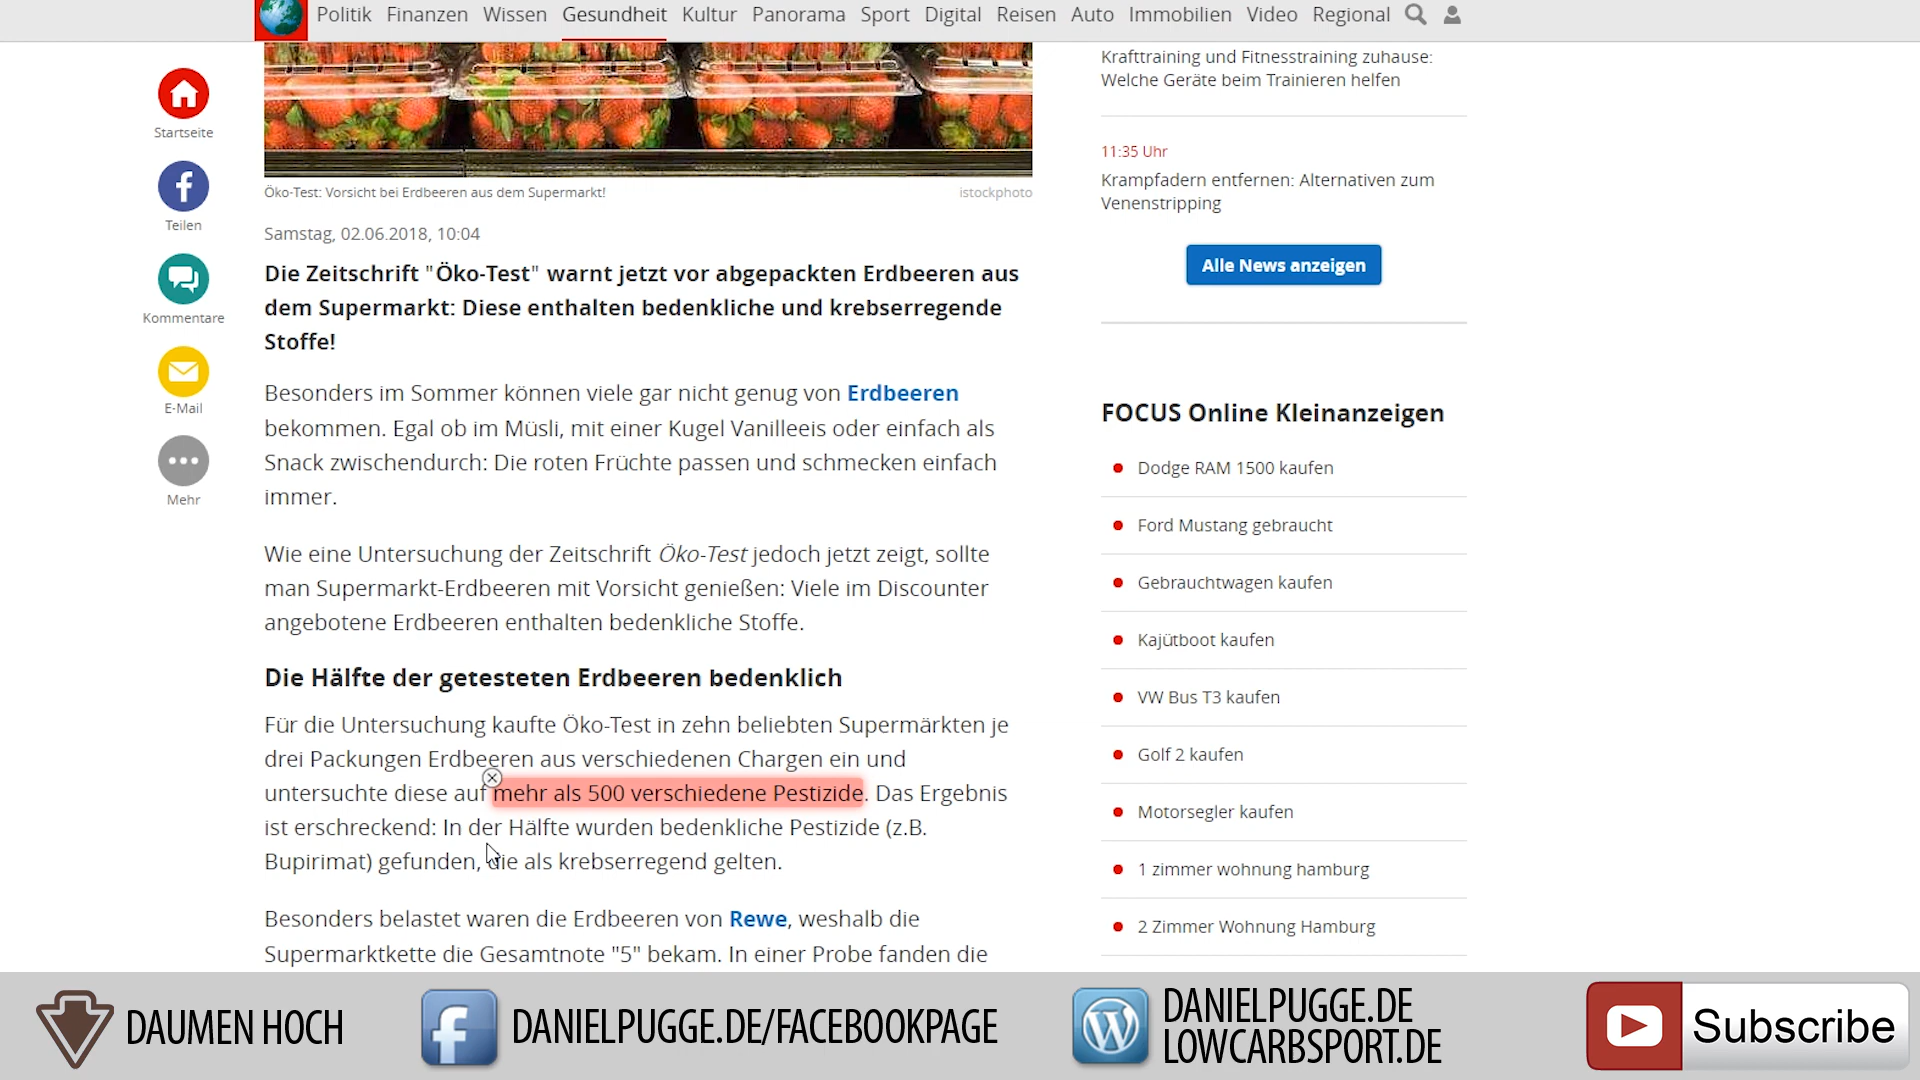 Politik Finanzen Wissen Gesundheit Kultur Panorama Sport Digital Reisen Auto Immobilien Video Regional
Startseite
Teilen
Kommentare
E-Mail
Mehr
Öko-Test: Vorsicht bei Erdbeeren aus dem Supermarkt!
istockphoto
Samstag, 02.06.2018, 10:04
Die Zeitschrift "Öko-Test" warnt jetzt vor abgepackten Erdbeeren aus
dem Supermarkt: Diese enthalten bedenkliche und krebserregende
Stoffe!
Besonders im Sommer können viele gar nicht genug von Erdbeeren
bekommen. Egal ob im Müsli, mit einer Kugel Vanilleeis oder einfach als
Snack zwischendurch: Die roten Früchte passen und schmecken einfach
immer.
Wie eine Untersuchung der Zeitschrift Öko-Test jedoch jetzt zeigt, sollte
man Supermarkt-Erdbeeren mit Vorsicht genießen: Viele im Discounter
angebotene Erdbeeren enthalten bedenkliche Stoffe.
Die Hälfte der getesteten Erdbeeren bedenklich
Für die Untersuchung kaufte Öko-Test in zehn beliebten Supermärkten je
drei Packungen Erdbeeren aus verschiedenen Chargen ein und
untersuchte diese auf mehr als 500 verschiedene Pestizide. Das Ergebnis
ist erschreckend: In der Hälfte wurden bedenkliche Pestizide (z.B.
Bupirimat) gefunden, die als krebserregend gelten.
Besonders belastet waren die Erdbeeren von Rewe, weshalb die
Supermarktkette die Gesamtnote "5" bekam. In einer Probe fanden die
Krafttraining und Fitnesstraining zuhause:
Welche Geräte beim Trainieren helfen
11:35 Uhr
Krampfadern entfernen: Alternativen zum
Venenstripping
Alle News anzeigen
FOCUS Online Kleinanzeigen
Dodge RAM 1500 kaufen
Ford Mustang gebraucht
Gebrauchtwagen kaufen
Kajütboot kaufen
VW Bus T3 kaufen
Golf 2 kaufen
Motorsegler kaufen
1 zimmer wohnung hamburg
2 Zimmer Wohnung Hamburg
DAUMEN HOCH
DANIELPUGGE.DE/FACEBOOKPAGE
DANIELPUGGE.DE
LOWCARBSPORT.DE
Subscribe